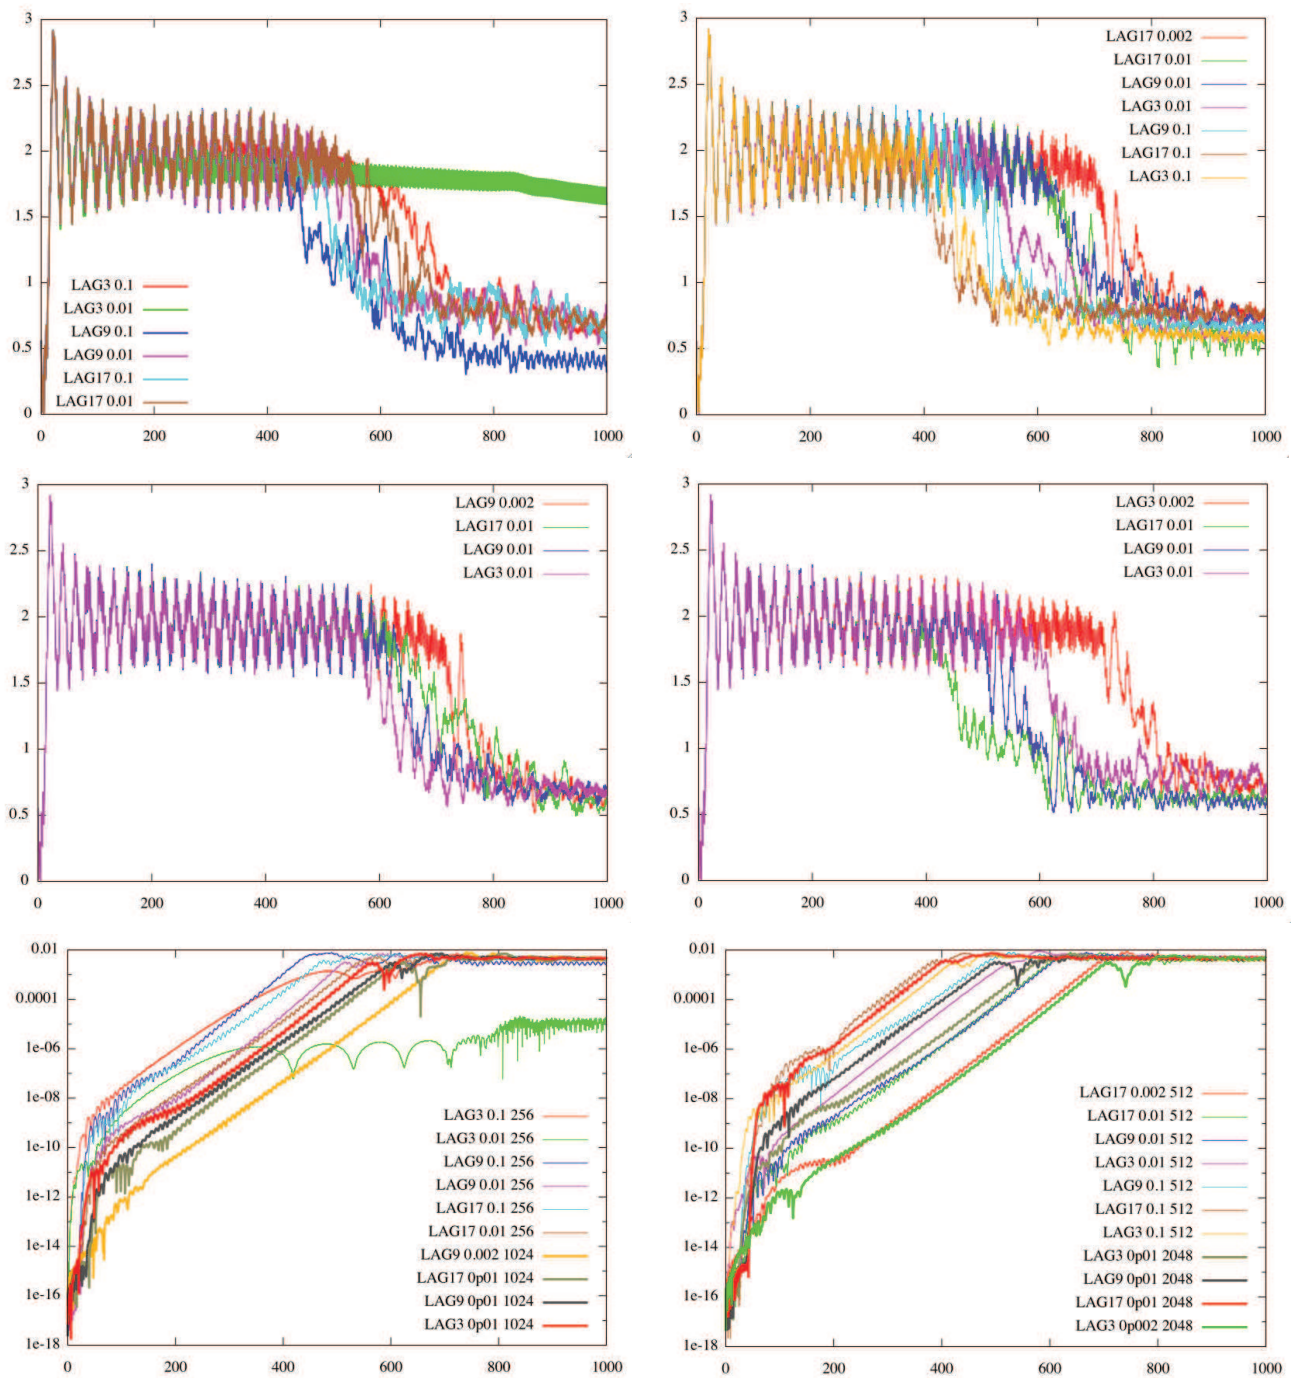 3
2.5
2
1.5
1
0.5
0
LAG3 0.1
LAG3 0.01
LAG9 0.1
LAG9 0.01
LAG17 0.1
LAG17 0.01
0 200 400 600 800 1000
3
2.5
2
1.5
1
0.5
0
LAG17 0.002
LAG17 0.01
LAG9 0.01
LAG3 0.01
LAG9 0.1
LAG17 0.1
LAG3 0.1
0 200 400 600 800 1000
3
2.5
2
1.5
1
0.5
0
LAG9 0.002
LAG17 0.01
LAG9 0.01
LAG3 0.01
0 200 400 600 800 1000
3
2.5
2
1.5
1
0.5
0
LAG3 0.002
LAG17 0.01
LAG9 0.01
LAG3 0.01
0 200 400 600 800 1000
0.01
0.0001
1e-06
1e-08
1e-10
1e-12
1e-14
1e-16
1e-18
LAG3 0.1 256
LAG3 0.01 256
LAG9 0.1 256
LAG9 0.01 256
LAG17 0.1 256
LAG17 0.01 256
LAG9 0.002 1024
LAG17 0p01 1024
LAG9 0p01 1024
LAG3 0p01 1024
0 200 400 600 800 1000
0.01
0.0001
1e-06
1e-08
1e-10
1e-12
1e-14
1e-16
1e-18
LAG17 0.002 512
LAG17 0.01 512
LAG9 0.01 512
LAG3 0.01 512
LAG9 0.1 512
LAG17 0.1 512
LAG3 0.1 512
LAG3 0p01 2048
LAG9 0p01 2048
LAG17 0p01 2048
LAG3 0p002 2048
0 200 400 600 800 1000